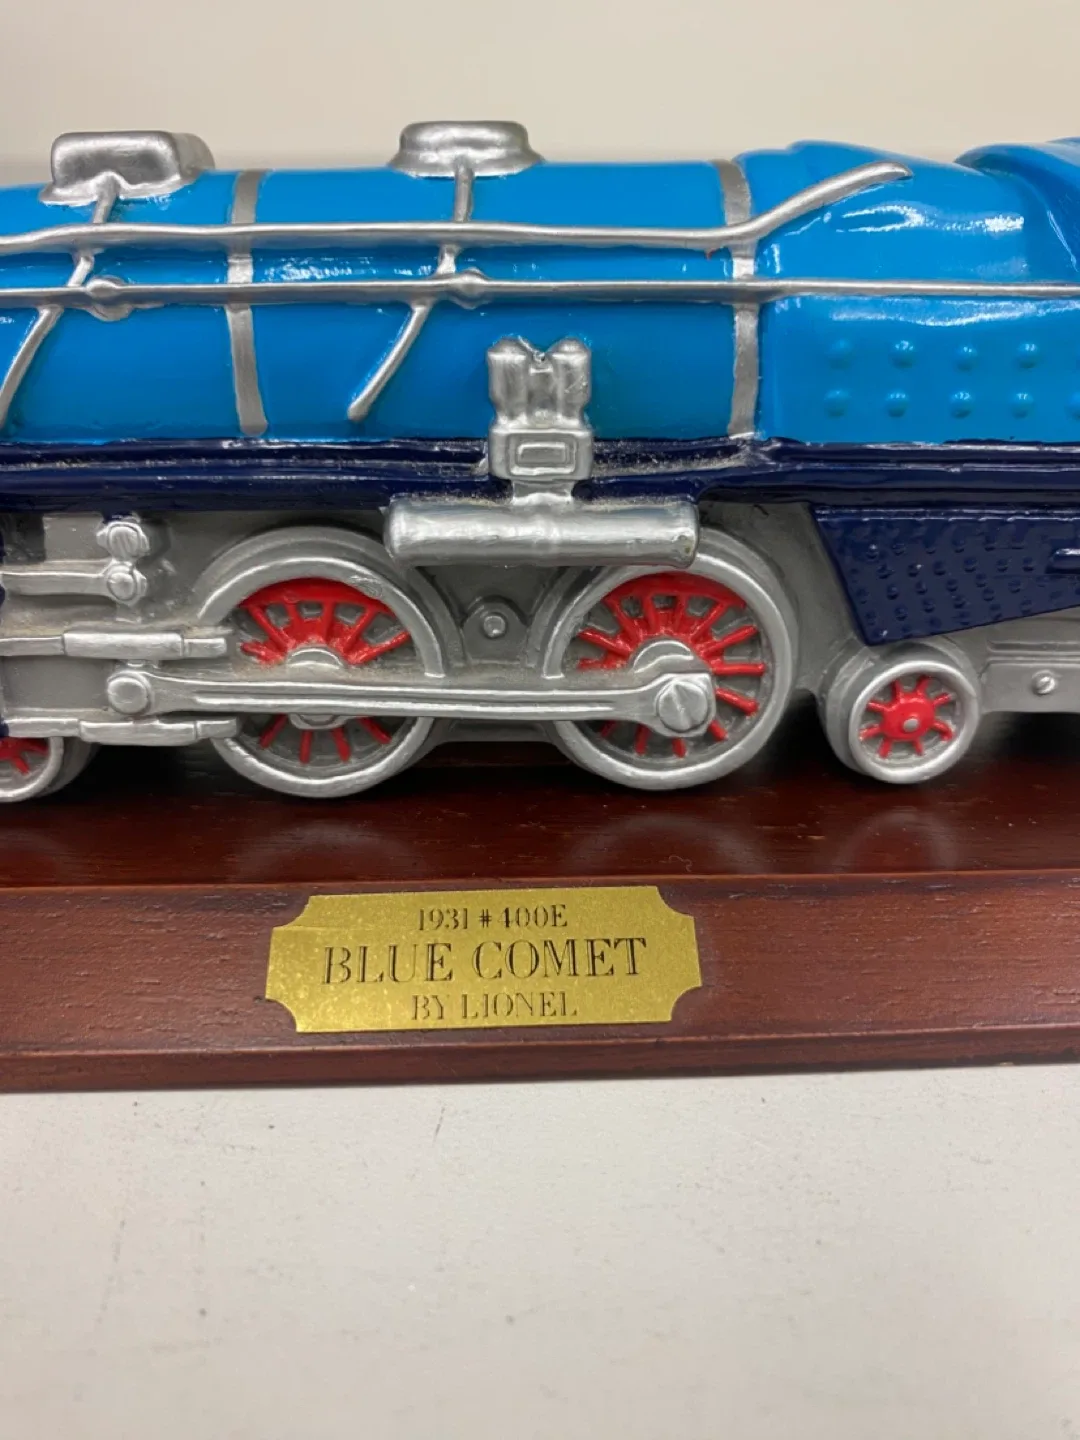 1931 #400E
BLUE COMET
BY LIONEL